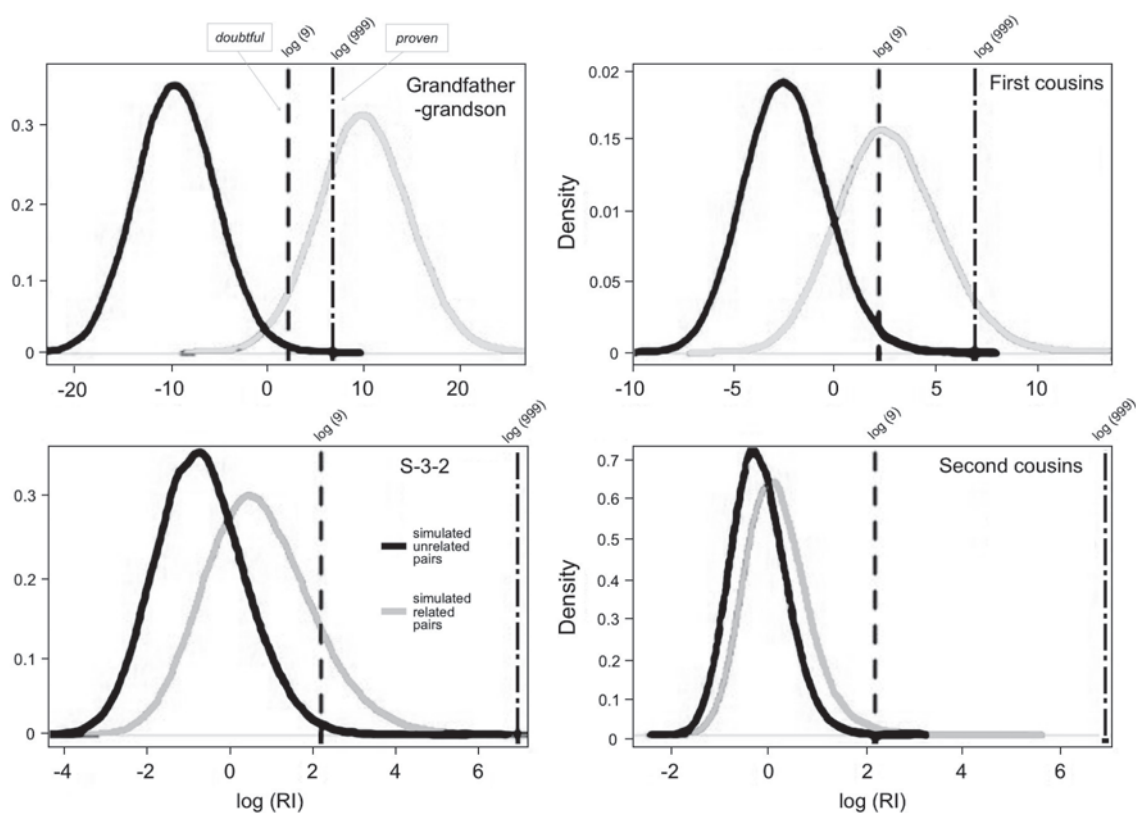 doubtful
log (9)
log (999)
proven
Grandfather
-grandson
0.3
0.2
0.1
0
-20
-10
0
10
20
log (9)
log (999)
First cousins
Density
0.02
0.15
0.01
0.05
0
-10
-5
0
5
10
log (9)
log (999)
S-3-2
simulated
unrelated
pairs
simulated
related
pairs
0.3
0.2
0.1
0
-4
-2
0
2
4
6
log (RI)
log (9)
log (999)
Second cousins
Density
0.7
0.6
0.5
0.4
0.3
0.2
0.1
0
-2
0
2
4
6
log (RI)